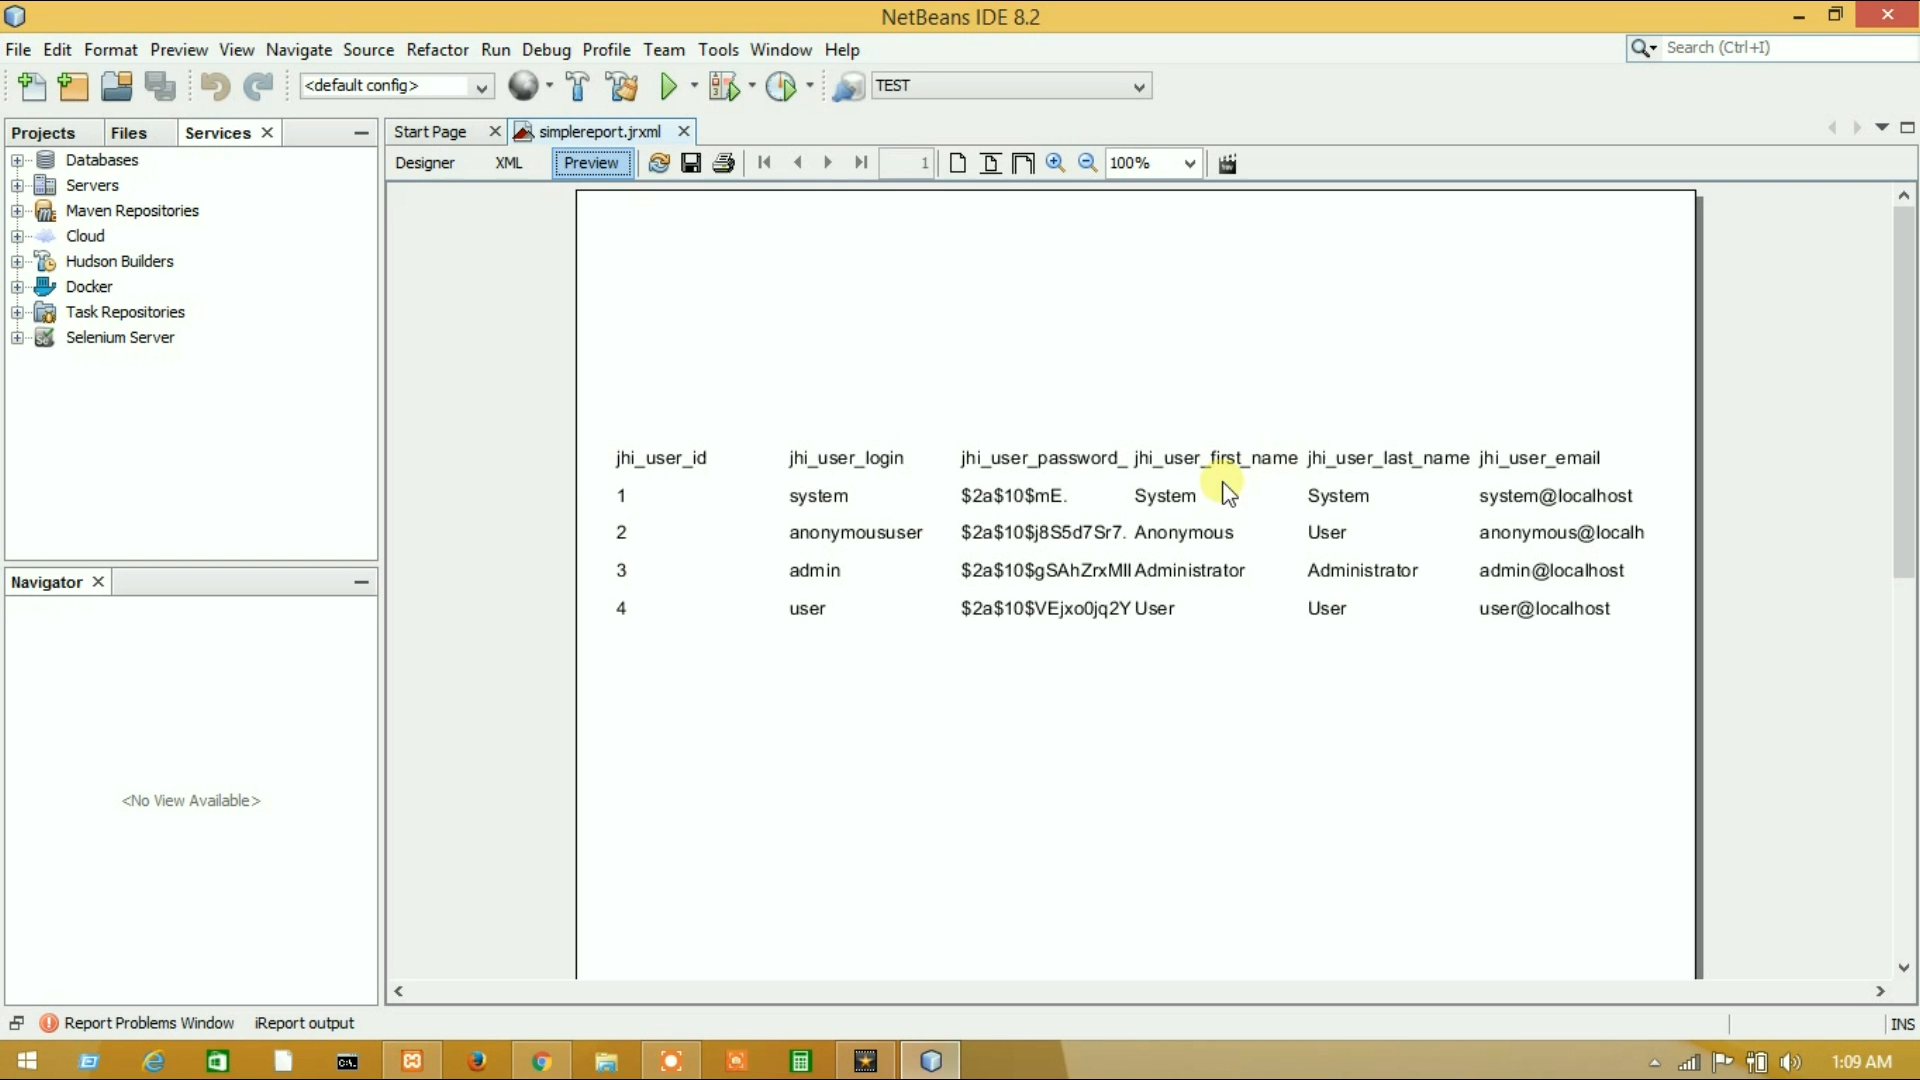 NetBeans IDE 8.2
File Edit Format Preview View Navigate Source Refactor Run Debug Profile Team Tools Window Help
Search (Ctrl+I)
<default config>
TEST
Projects Files Services
Start Page simplereport.jrxml
Designer XML Preview 1 100%
Databases
Servers
Maven Repositories
Cloud
Hudson Builders
Docker
Task Repositories
Selenium Server
Navigator
<No View Available>
jhi_user_id jhi_user_login jhi_user_password_ jhi_user_first_name jhi_user_last_name jhi_user_email
1 system $2a$10$mE. System System system@localhost
2 anonymoususer $2a$10$j8S5d7Sr7. Anonymous User anonymous@localh
3 admin $2a$10$gSAhZrxMll Administrator Administrator admin@localhost
4 user $2a$10$VEjxo0jq2Y User User user@localhost
Report Problems Window iReport output
INS
1:09 AM